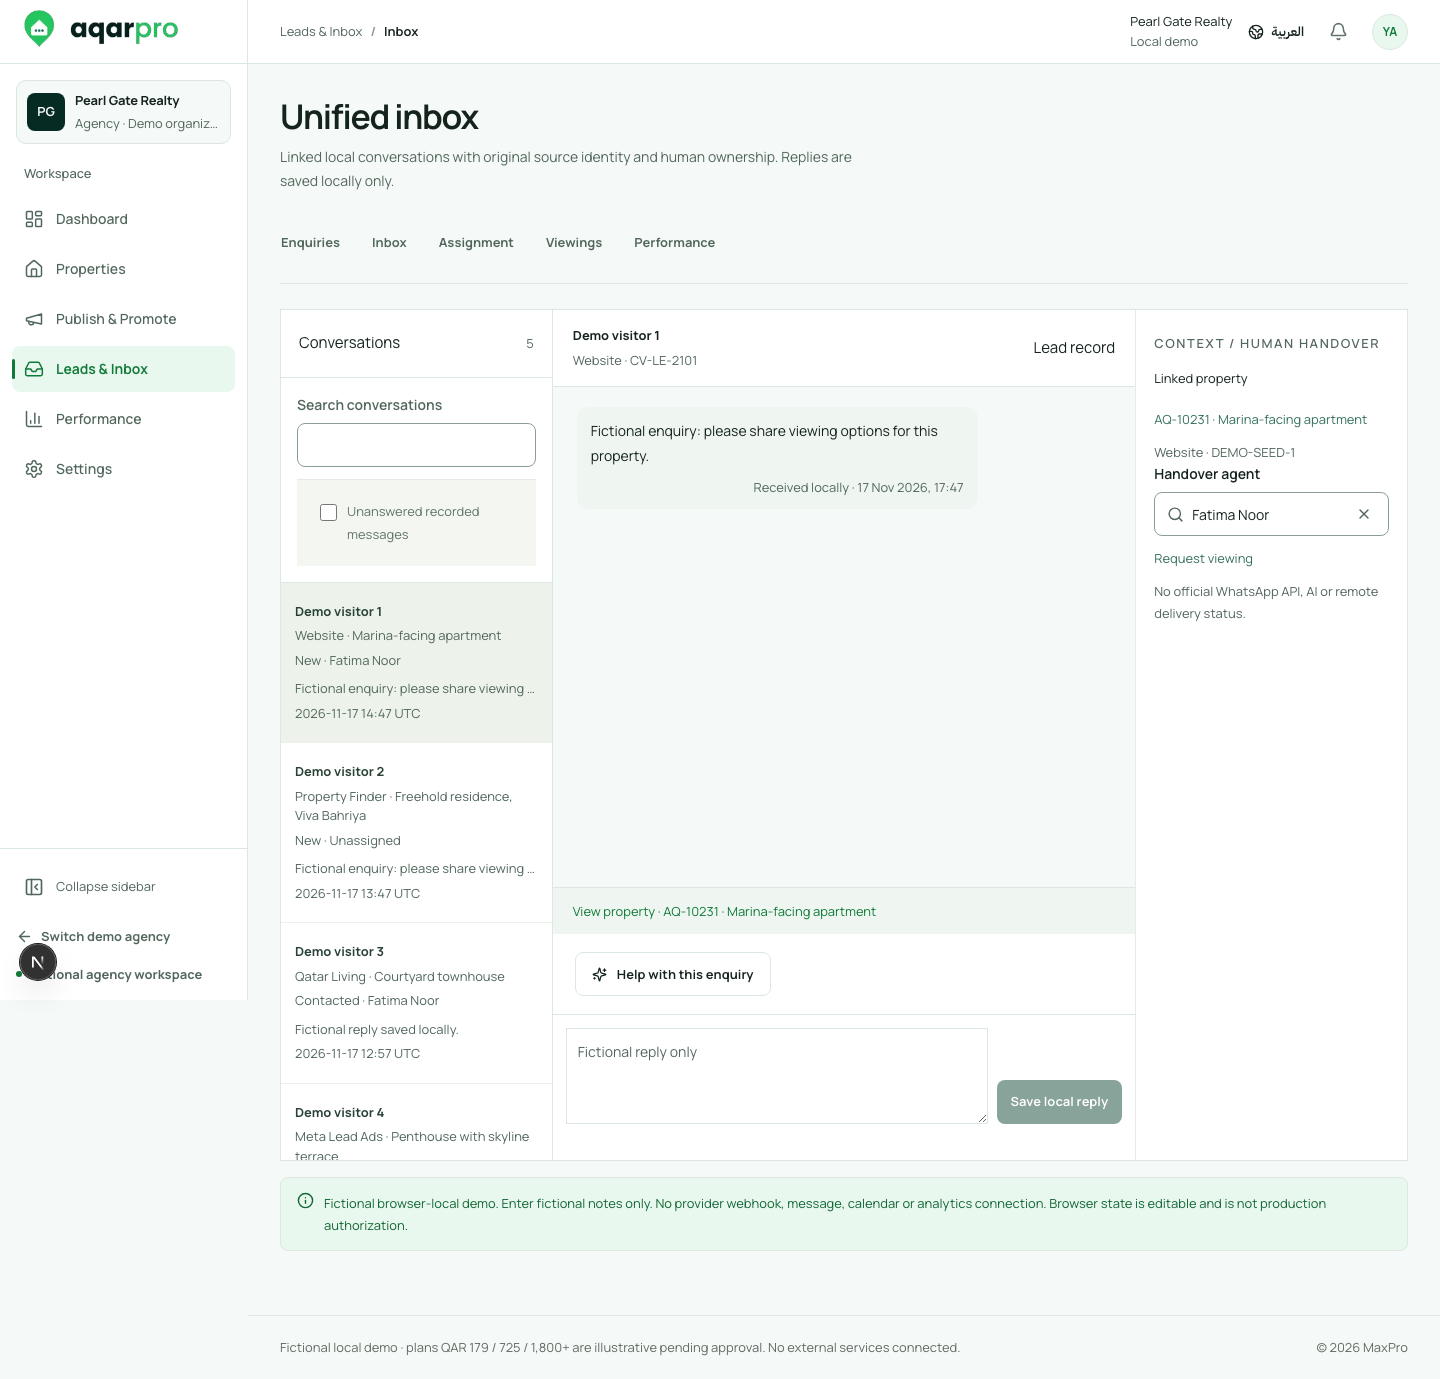 aqarpro
Leads & Inbox / Inbox
Pearl Gate Realty
Local demo
العربية
YA
PG
Pearl Gate Realty
Agency · Demo organiz...
Workspace
Dashboard
Properties
Publish & Promote
Leads & Inbox
Performance
Settings
Collapse sidebar
Switch demo agency
N
agency workspace
Unified inbox
Linked local conversations with original source identity and human ownership. Replies are
saved locally only.
Enquiries
Inbox
Assignment
Viewings
Performance
Conversations
5
Search conversations
Unanswered recorded
messages
Demo visitor 1
Website · Marina-facing apartment
New · Fatima Noor
Fictional enquiry: please share viewing ...
2026-11-17 14:47 UTC
Demo visitor 2
Property Finder · Freehold residence,
Viva Bahriya
New · Unassigned
Fictional enquiry: please share viewing ...
2026-11-17 13:47 UTC
Demo visitor 3
Qatar Living · Courtyard townhouse
Contacted · Fatima Noor
Fictional reply saved locally.
2026-11-17 12:57 UTC
Demo visitor 4
Meta Lead Ads · Penthouse with skyline
terrace
Demo visitor 1
Website · CV-LE-2101
Lead record
Fictional enquiry: please share viewing options for this
property.
Received locally · 17 Nov 2026, 17:47
View property · AQ-10231 · Marina-facing apartment
Help with this enquiry
Fictional reply only
Save local reply
CONTEXT / HUMAN HANDOVER
Linked property
AQ-10231 · Marina-facing apartment
Website · DEMO-SEED-1
Handover agent
Fatima Noor
Request viewing
No official WhatsApp API, AI or remote
delivery status.
Fictional browser-local demo. Enter fictional notes only. No provider webhook, message, calendar or analytics connection. Browser state is editable and is not production
authorization.
Fictional local demo · plans QAR 179 / 725 / 1,800+ are illustrative pending approval. No external services connected.
© 2026 MaxPro